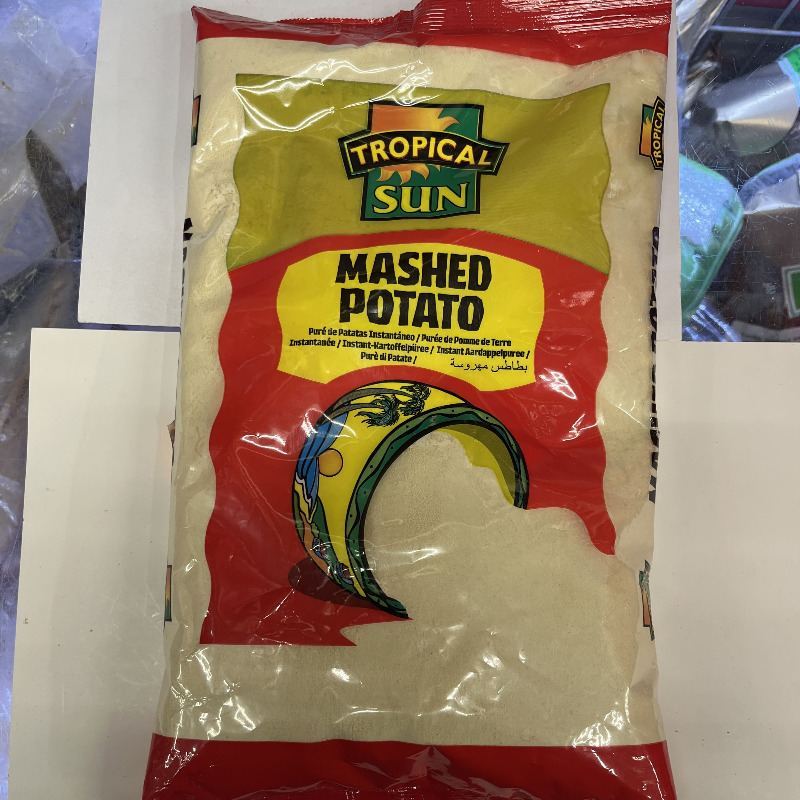 TROPICAL
SUN
MASHED
POTATO
Puré de Patatas Instantáneo / Purée de Pomme de Terre
Instantanée / Instant-Kartoffelpüree / Instant Aardappelpuree /
Purè di Patate / بطاطس مهروسة
TROPICAL